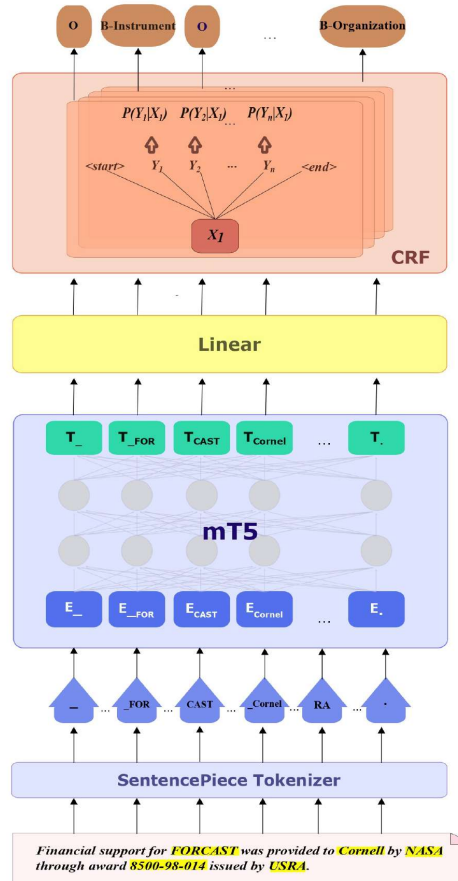 O B-Instrument O ... B-Organization
...
P(Y1|X1) P(Y2|X1) ... P(Yn|X1)
<start> Y1 Y2 ... Yn <end>
X1
CRF
Linear
T_ T_FOR TCAST TCornel ... T.
mT5
E_ E_FOR ECAST ECornel ... E.
_ ... _FOR ... CAST ... _Cornel ... RA ... .
SentencePiece Tokenizer
Financial support for FORCAST was provided to Cornell by NASA
through award 8500-98-014 issued by USRA.